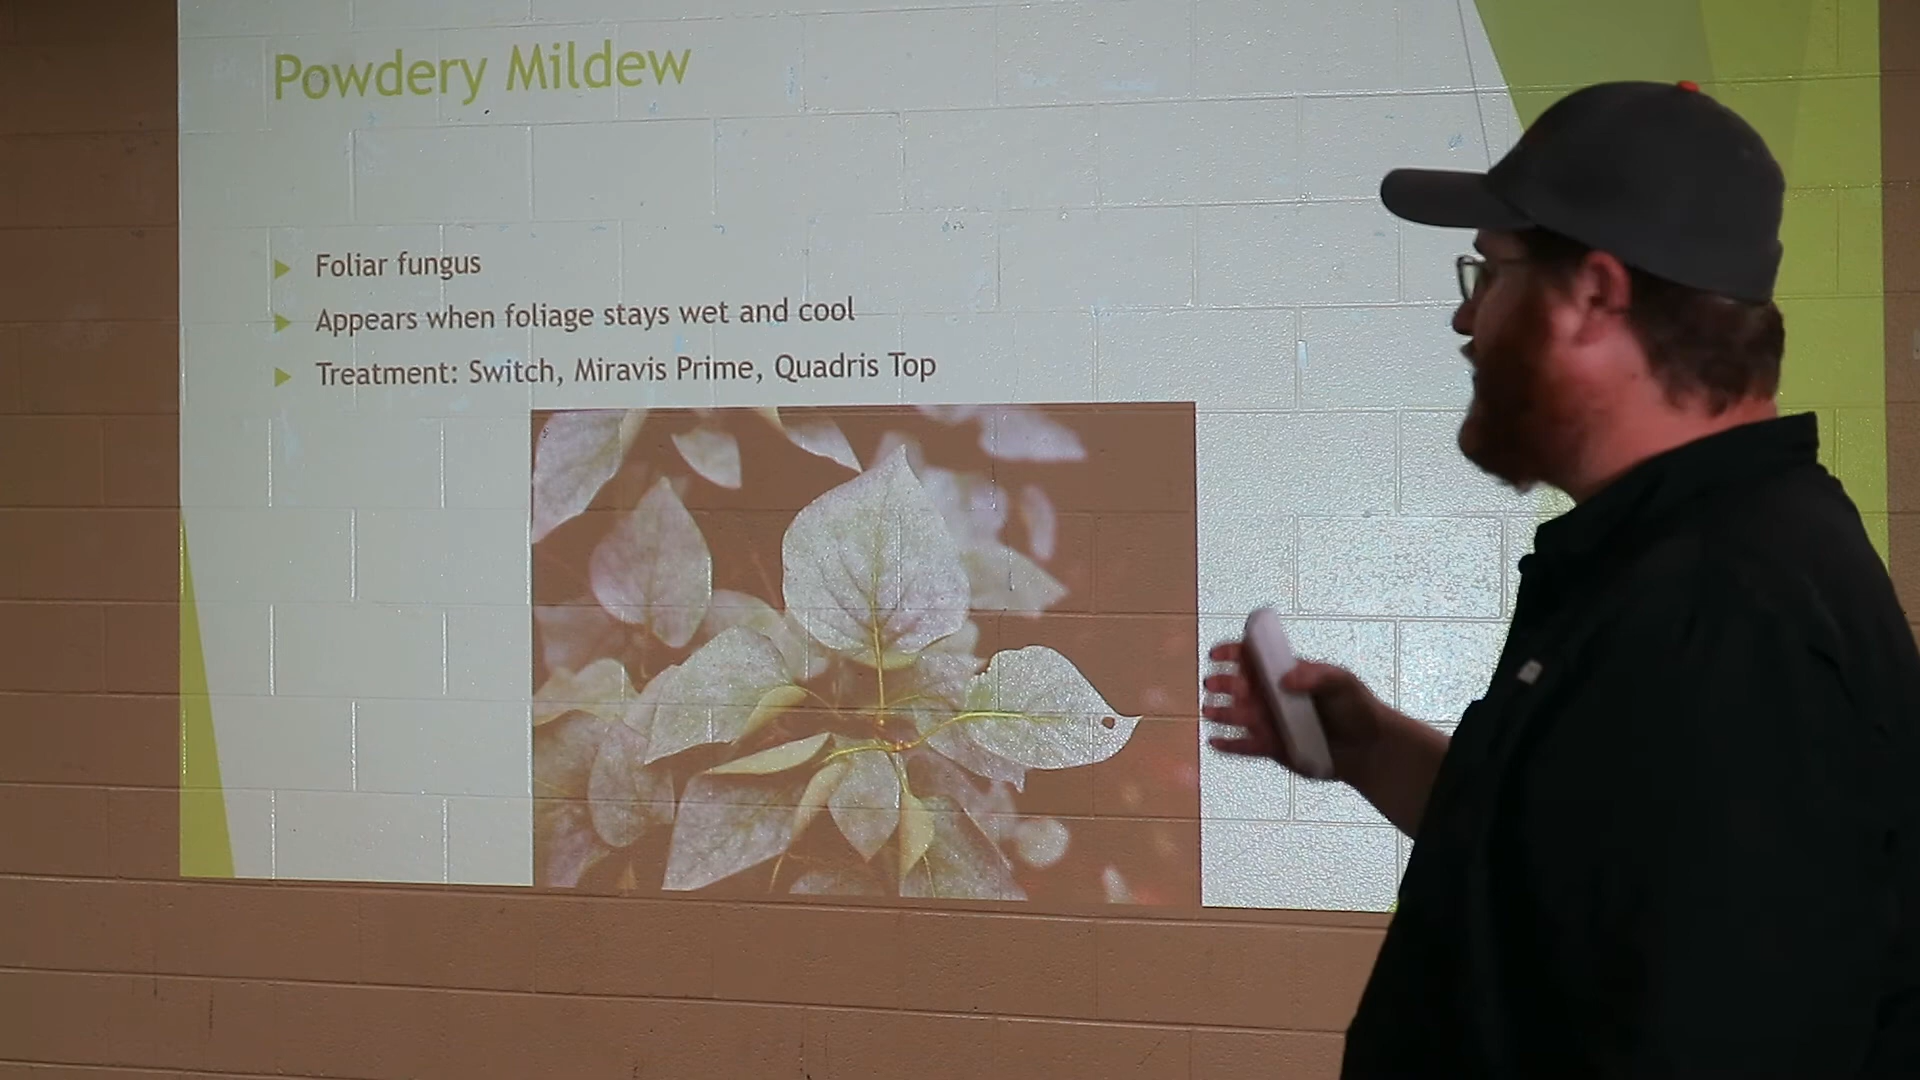 Powdery Mildew
Foliar fungus
Appears when foliage stays wet and cool
Treatment: Switch, Miravis Prime, Quadris Top